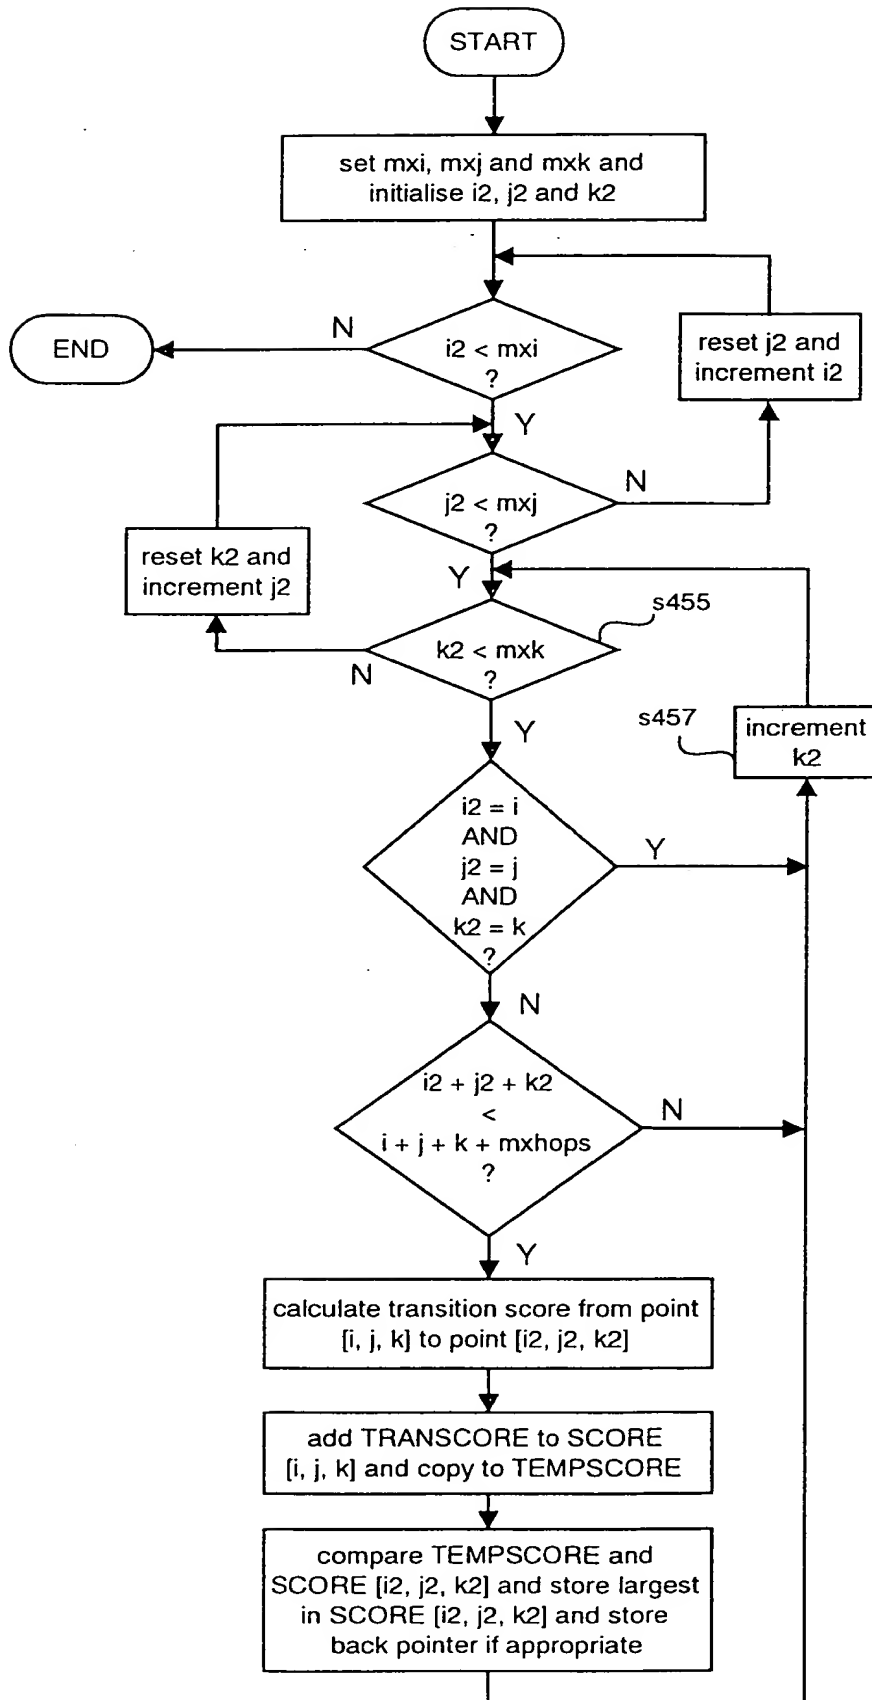 START
set mxi, mxj and mxk and
initialise i2, j2 and k2
N
END
i2 < mxi
?
reset j2 and
increment i2
Y
j2 < mxj
?
N
reset k2 and
increment j2
Y
s455
k2 < mxk
?
N
Y
s457
increment
k2
i2 = i
AND
j2 = j
AND
k2 = k
?
Y
N
i2 + j2 + k2
<
i + j + k + mxhops
?
N
Y
calculate transition score from point
[i, j, k] to point [i2, j2, k2]
add TRANSCORE to SCORE
[i, j, k] and copy to TEMPSCORE
compare TEMPSCORE and
SCORE [i2, j2, k2] and store largest
in SCORE [i2, j2, k2] and store
back pointer if appropriate